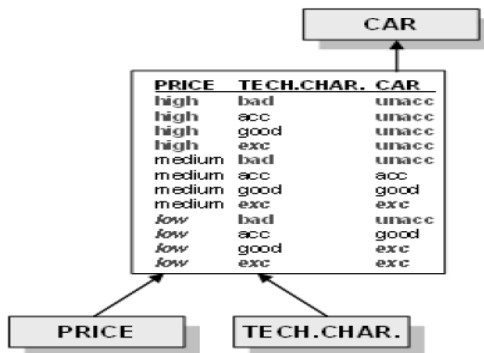 CAR
PRICE TECH.CHAR. CAR
high bad unacc
high acc unacc
high good unacc
high exc unacc
medium bad unacc
medium acc acc
medium good good
medium exc exc
low bad unacc
low acc good
low good exc
low exc exc
PRICE TECH.CHAR.